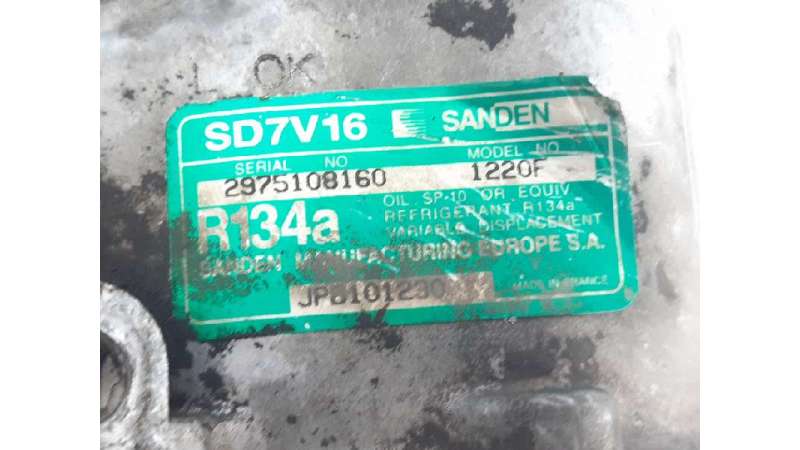 L OK
SD7V16 SANDEN
SERIAL NO MODEL NO.
2975108160 1220F
OIL SP-10 OR EQUIV
R134a REFRIGERANT R134a
VARIABLE DISPLACEMENT
SANDEN MANUFACTURING EUROPE S.A.
MADE IN FRANCE